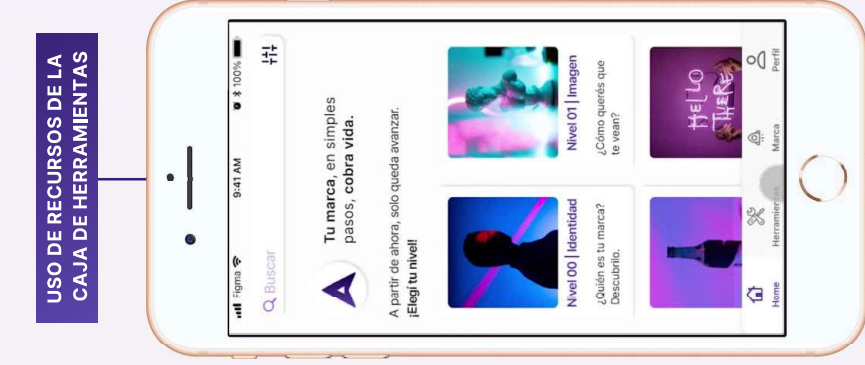 USO DE RECURSOS DE LA
CAJA DE HERRAMIENTAS
Figma
9:41 AM
100%
Buscar
Tu marca, en simples
pasos, cobra vida.
A partir de ahora, solo queda avanzar.
¡Elegí tu nivel!
Nivel 00 | Identidad
¿Quién es tu marca?
Descubrilo.
Nivel 01 | Imagen
¿Cómo querés que
te vean?
HELLO
THERE
Home
Herramientas
Marca
Perfil